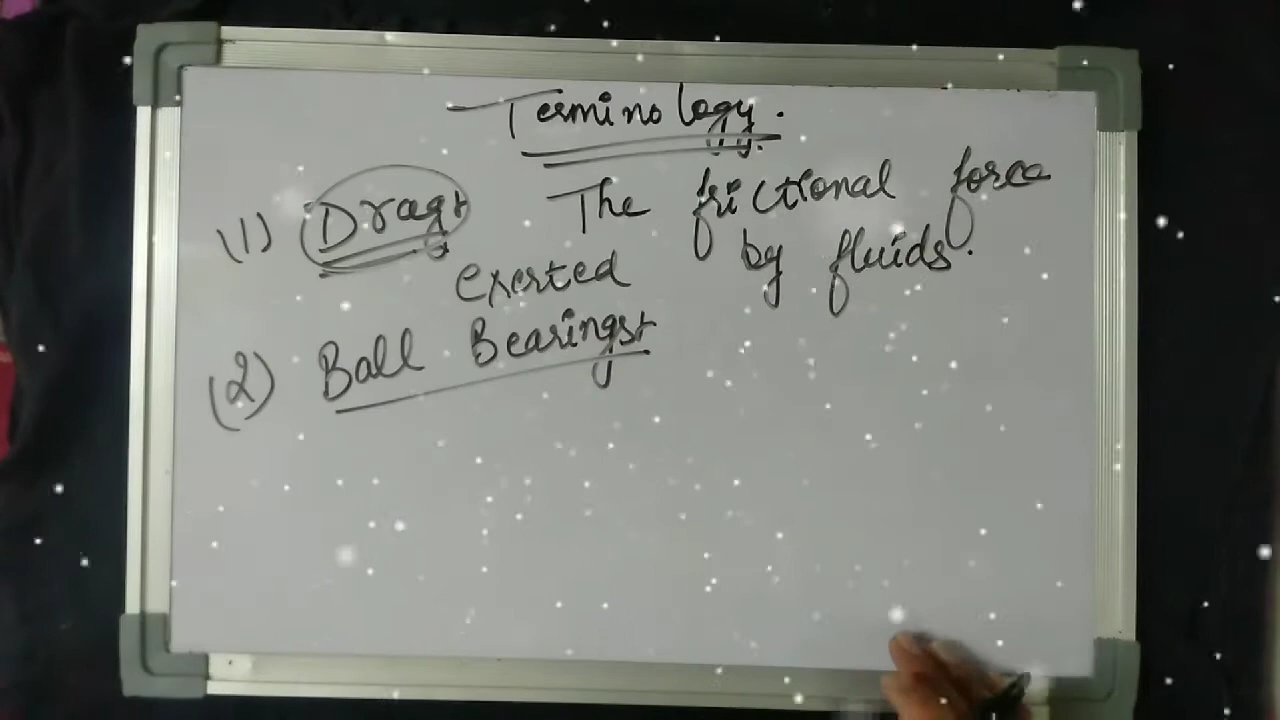 Terminology.
(1) Drag:- The frictional force
exerted by fluids.
(2) Ball Bearings:-